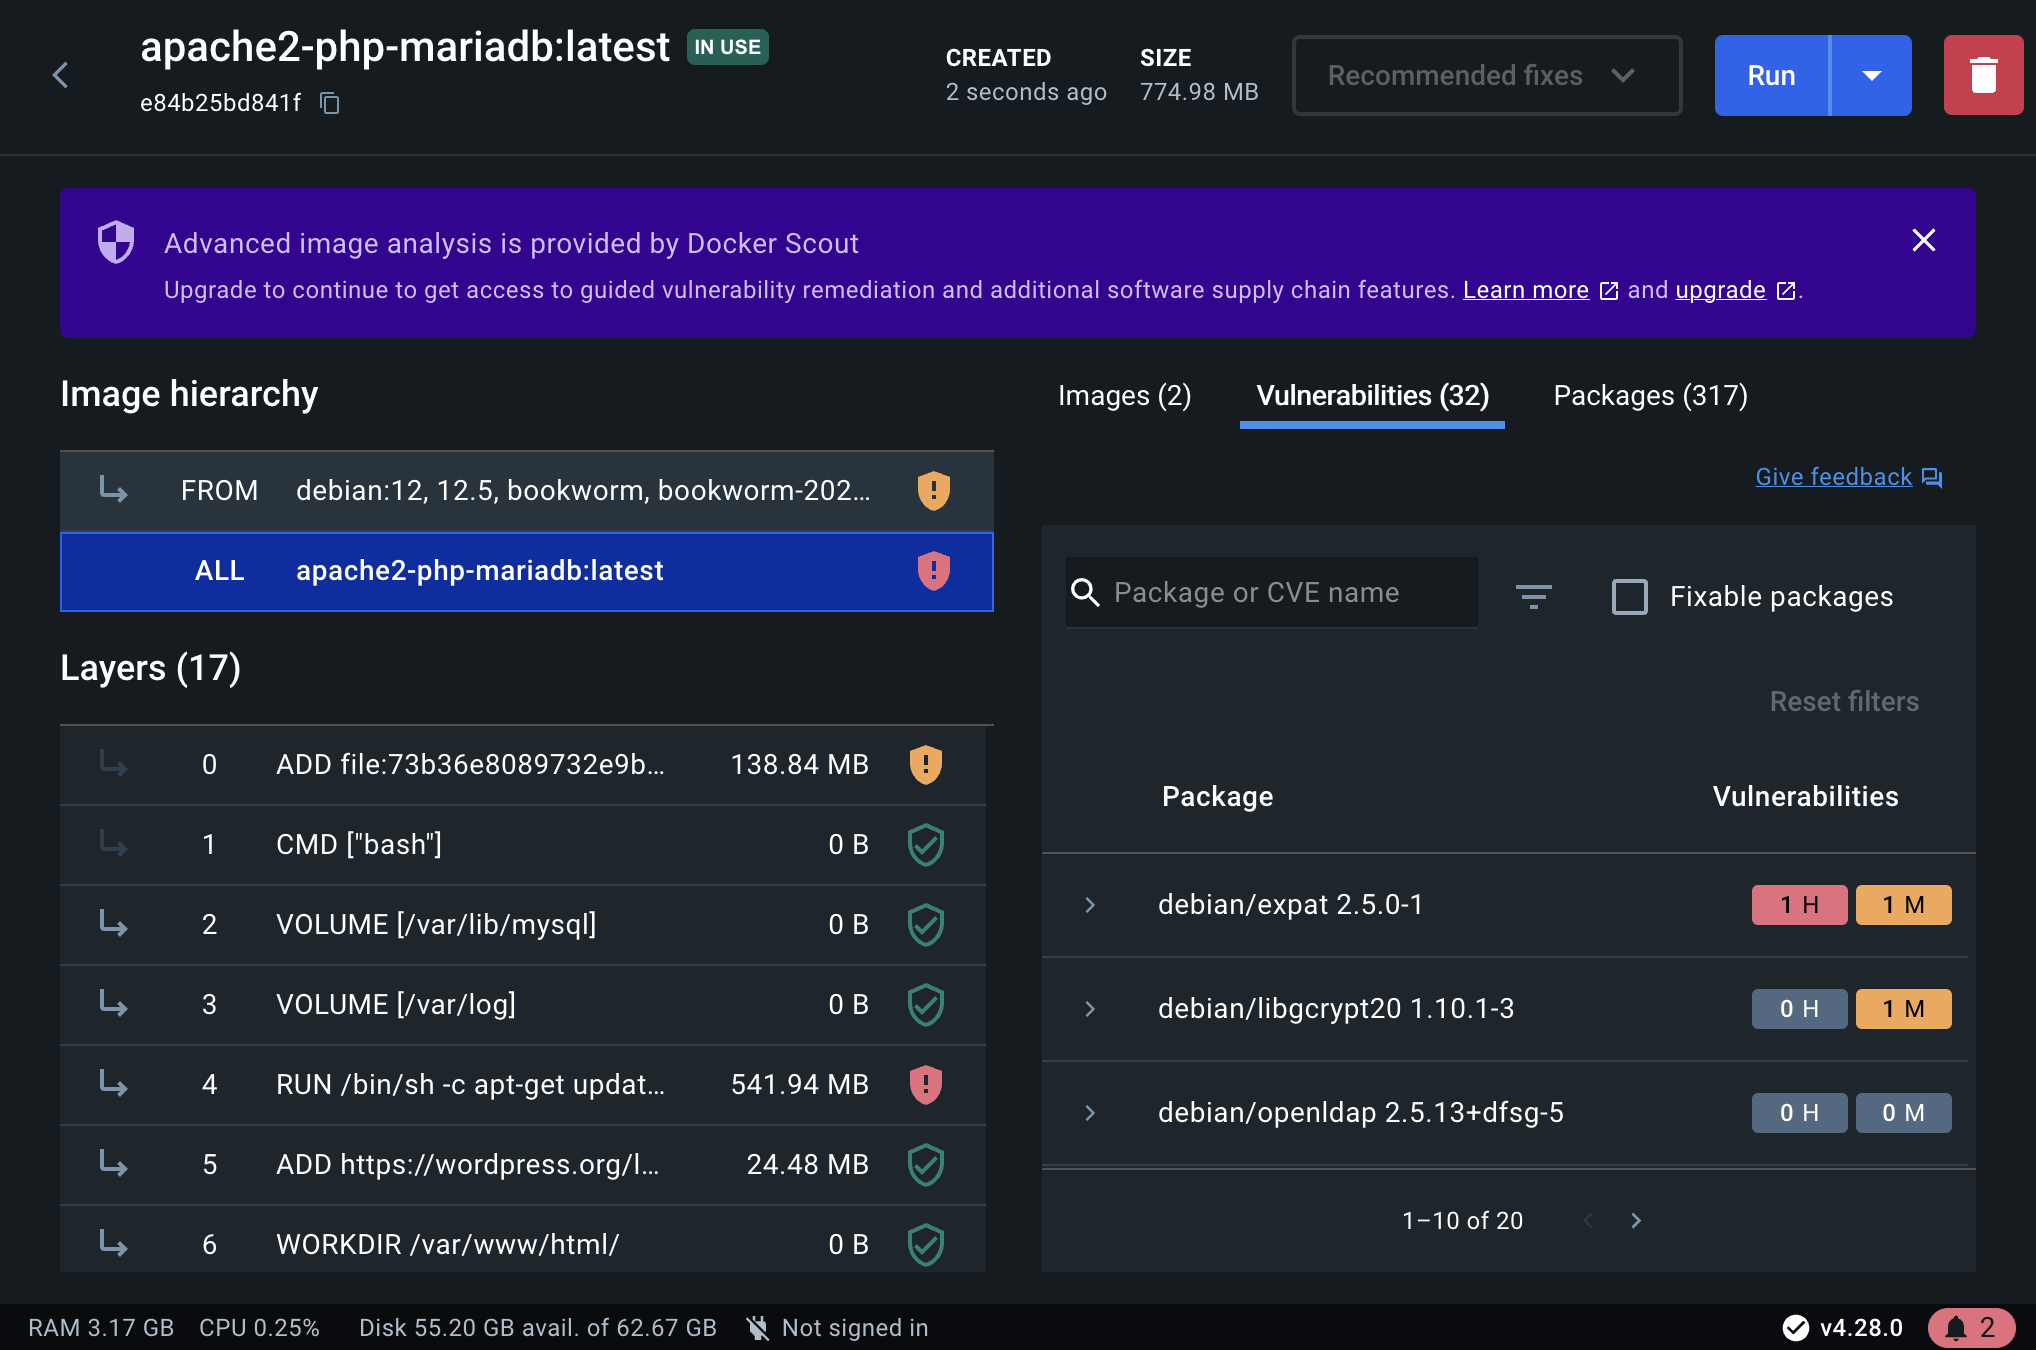 apache2-php-mariadb:latest IN USE
e84b25bd841f
CREATED
2 seconds ago
SIZE
774.98 MB
Recommended fixes
Run
Advanced image analysis is provided by Docker Scout
Upgrade to continue to get access to guided vulnerability remediation and additional software supply chain features. Learn more and upgrade .
Image hierarchy
FROM debian:12, 12.5, bookworm, bookworm-202...
ALL apache2-php-mariadb:latest
Layers (17)
0 ADD file:73b36e8089732e9b... 138.84 MB
1 CMD ["bash"] 0 B
2 VOLUME [/var/lib/mysql] 0 B
3 VOLUME [/var/log] 0 B
4 RUN /bin/sh -c apt-get updat... 541.94 MB
5 ADD https://wordpress.org/l... 24.48 MB
6 WORKDIR /var/www/html/ 0 B
Images (2) Vulnerabilities (32) Packages (317)
Give feedback
Package or CVE name
Fixable packages
Reset filters
Package Vulnerabilities
debian/expat 2.5.0-1 1 H 1 M
debian/libgcrypt20 1.10.1-3 0 H 1 M
debian/openldap 2.5.13+dfsg-5 0 H 0 M
1–10 of 20
RAM 3.17 GB CPU 0.25% Disk 55.20 GB avail. of 62.67 GB Not signed in v4.28.0 2